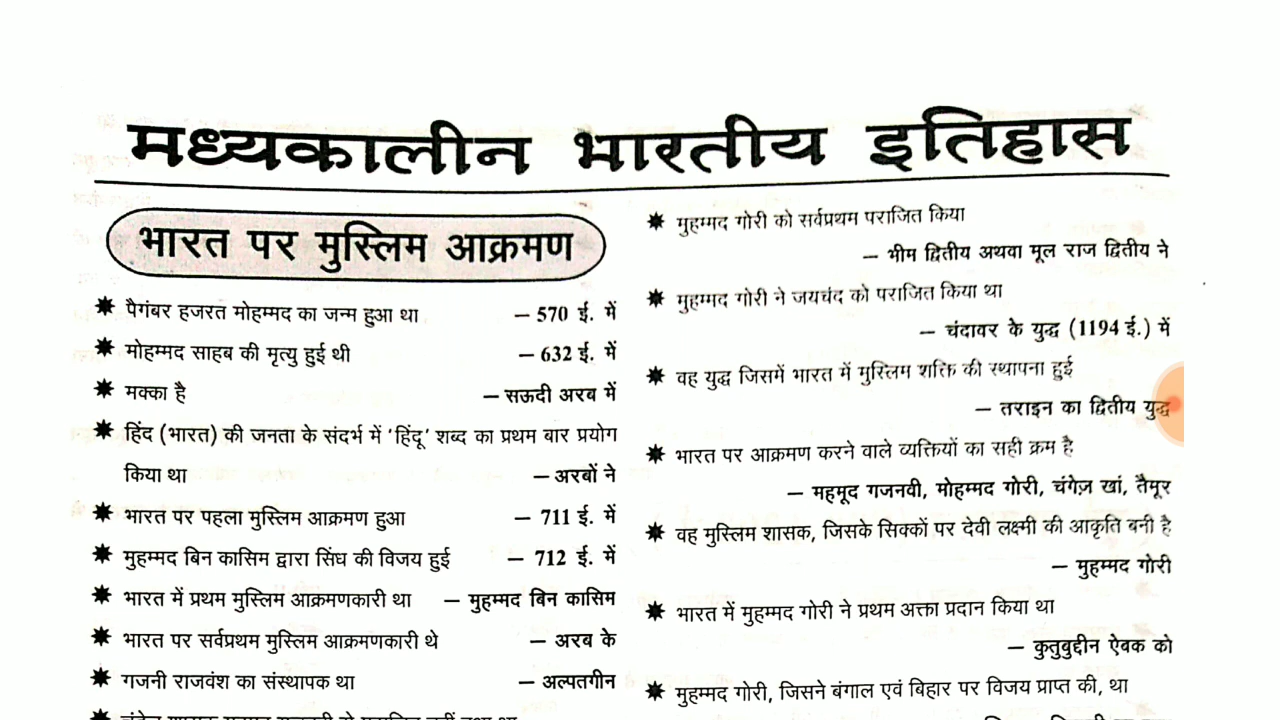 मध्यकालीन भारतीय इतिहास
भारत पर मुस्लिम आक्रमण
✷ पैगंबर हजरत मोहम्मद का जन्म हुआ था – 570 ई. में
✷ मोहम्मद साहब की मृत्यु हुई थी – 632 ई. में
✷ मक्का है – सऊदी अरब में
✷ हिंद (भारत) की जनता के संदर्भ में 'हिंदू' शब्द का प्रथम बार प्रयोग
किया था – अरबों ने
✷ भारत पर पहला मुस्लिम आक्रमण हुआ – 711 ई. में
✷ मुहम्मद बिन कासिम द्वारा सिंध की विजय हुई – 712 ई. में
✷ भारत में प्रथम मुस्लिम आक्रमणकारी था – मुहम्मद बिन कासिम
✷ भारत पर सर्वप्रथम मुस्लिम आक्रमणकारी थे – अरब के
✷ गजनी राजवंश का संस्थापक था – अल्पतगीन
✷ मुहम्मद गोरी को सर्वप्रथम पराजित किया
– भीम द्वितीय अथवा मूल राज द्वितीय ने
✷ मुहम्मद गोरी ने जयचंद को पराजित किया था
– चंदावर के युद्ध (1194 ई.) में
✷ वह युद्ध जिसमें भारत में मुस्लिम शक्ति की स्थापना हुई
– तराइन का द्वितीय युद्ध
✷ भारत पर आक्रमण करने वाले व्यक्तियों का सही क्रम है
– महमूद गजनवी, मोहम्मद गोरी, चंगेज़ खां, तैमूर
✷ वह मुस्लिम शासक, जिसके सिक्कों पर देवी लक्ष्मी की आकृति बनी है
– मुहम्मद गोरी
✷ भारत में मुहम्मद गोरी ने प्रथम अक्ता प्रदान किया था
– कुतुबुद्दीन ऐबक को
✷ मुहम्मद गोरी, जिसने बंगाल एवं बिहार पर विजय प्राप्त की, था